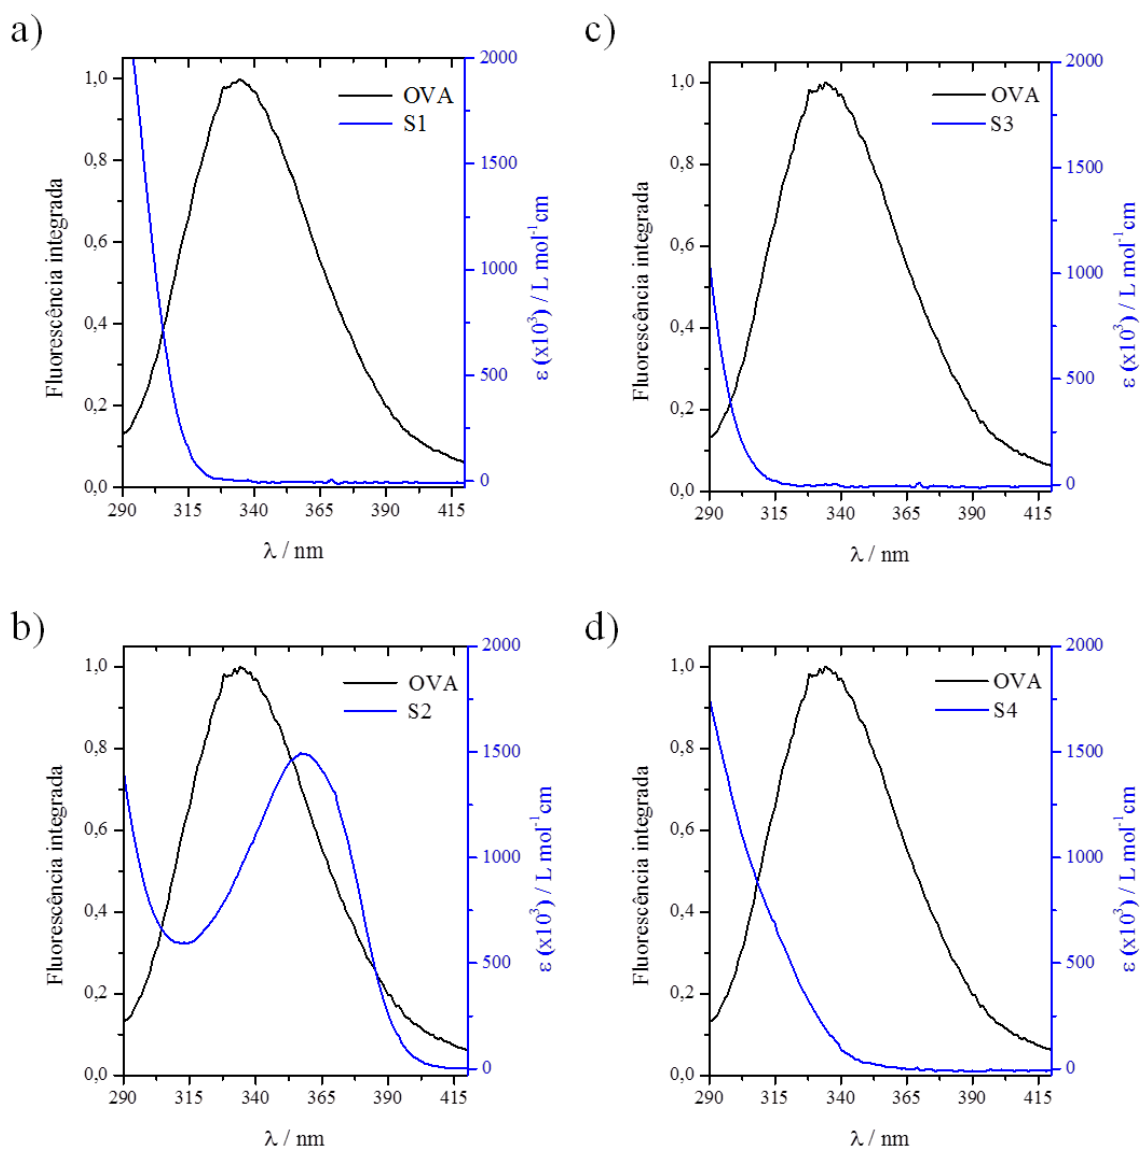 a)
Fluorescência integrada
1,0
0,8
0,6
0,4
0,2
0,0
OVA
S1
2000
1500
1000
500
0
ε (x10³) / L mol⁻¹cm
290 315 340 365 390 415
λ / nm
c)
Fluorescência integrada
1,0
0,8
0,6
0,4
0,2
0,0
OVA
S3
2000
1500
1000
500
0
ε (x10³) / L mol⁻¹cm
290 315 340 365 390 415
λ / nm
b)
Fluorescência integrada
1,0
0,8
0,6
0,4
0,2
0,0
OVA
S2
2000
1500
1000
500
0
ε (x10³) / L mol⁻¹cm
290 315 340 365 390 415
λ / nm
d)
Fluorescência integrada
1,0
0,8
0,6
0,4
0,2
0,0
OVA
S4
2000
1500
1000
500
0
ε (x10³) / L mol⁻¹cm
290 315 340 365 390 415
λ / nm